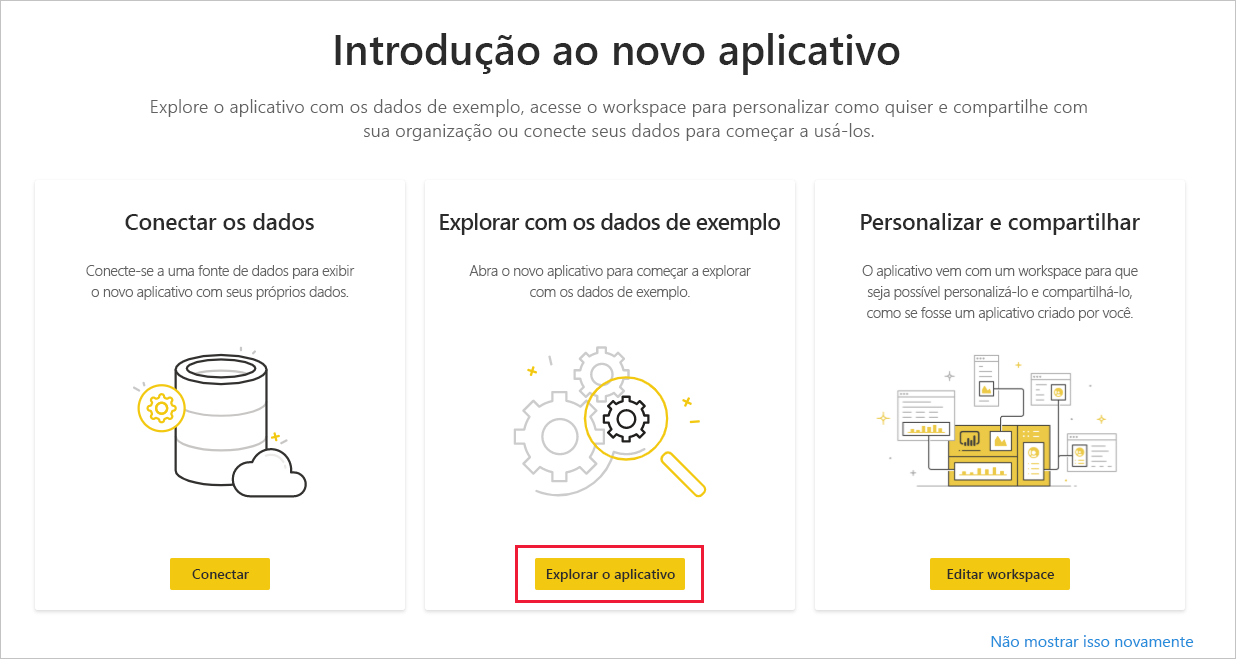 Introdução ao novo aplicativo
Explore o aplicativo com os dados de exemplo, acesse o workspace para personalizar como quiser e compartilhe com
sua organização ou conecte seus dados para começar a usá-los.
Conectar os dados
Conecte-se a uma fonte de dados para exibir
o novo aplicativo com seus próprios dados.
Conectar
Explorar com os dados de exemplo
Abra o novo aplicativo para começar a explorar
com os dados de exemplo.
Explorar o aplicativo
Personalizar e compartilhar
O aplicativo vem com um workspace para que
seja possível personalizá-lo e compartilhá-lo,
como se fosse um aplicativo criado por você.
Editar workspace
Não mostrar isso novamente